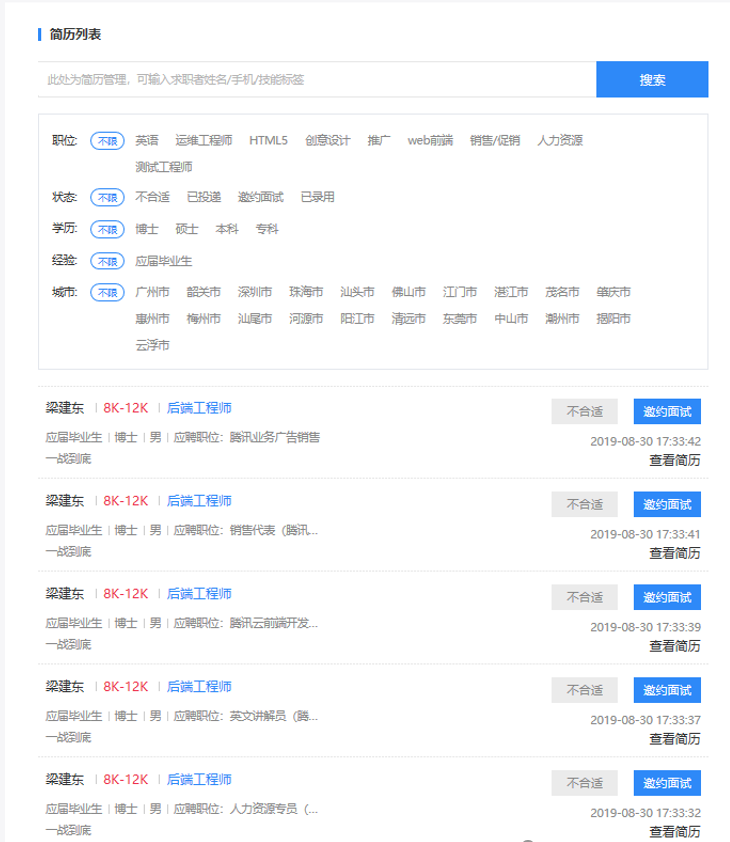 简历列表
此处为简历管理，可输入求职者姓名/手机/技能标签 搜索
职位: 不限 英语 运维工程师 HTML5 创意设计 推广 web前端 销售/促销 人力资源
测试工程师
状态: 不限 不合适 已投递 邀约面试 已录用
学历: 不限 博士 硕士 本科 专科
经验: 不限 应届毕业生
城市: 不限 广州市 韶关市 深圳市 珠海市 汕头市 佛山市 江门市 湛江市 茂名市 肇庆市
惠州市 梅州市 汕尾市 河源市 阳江市 清远市 东莞市 中山市 潮州市 揭阳市
云浮市
梁建东 | 8K-12K | 后端工程师 不合适 邀约面试
应届毕业生 | 博士 | 男 | 应聘职位：腾讯业务广告销售 2019-08-30 17:33:42
一战到底 查看简历
梁建东 | 8K-12K | 后端工程师 不合适 邀约面试
应届毕业生 | 博士 | 男 | 应聘职位：销售代表（腾讯... 2019-08-30 17:33:41
一战到底 查看简历
梁建东 | 8K-12K | 后端工程师 不合适 邀约面试
应届毕业生 | 博士 | 男 | 应聘职位：腾讯云前端开发... 2019-08-30 17:33:39
一战到底 查看简历
梁建东 | 8K-12K | 后端工程师 不合适 邀约面试
应届毕业生 | 博士 | 男 | 应聘职位：英文讲解员（腾... 2019-08-30 17:33:37
一战到底 查看简历
梁建东 | 8K-12K | 后端工程师 不合适 邀约面试
应届毕业生 | 博士 | 男 | 应聘职位：人力资源专员（... 2019-08-30 17:33:32
一战到底 查看简历